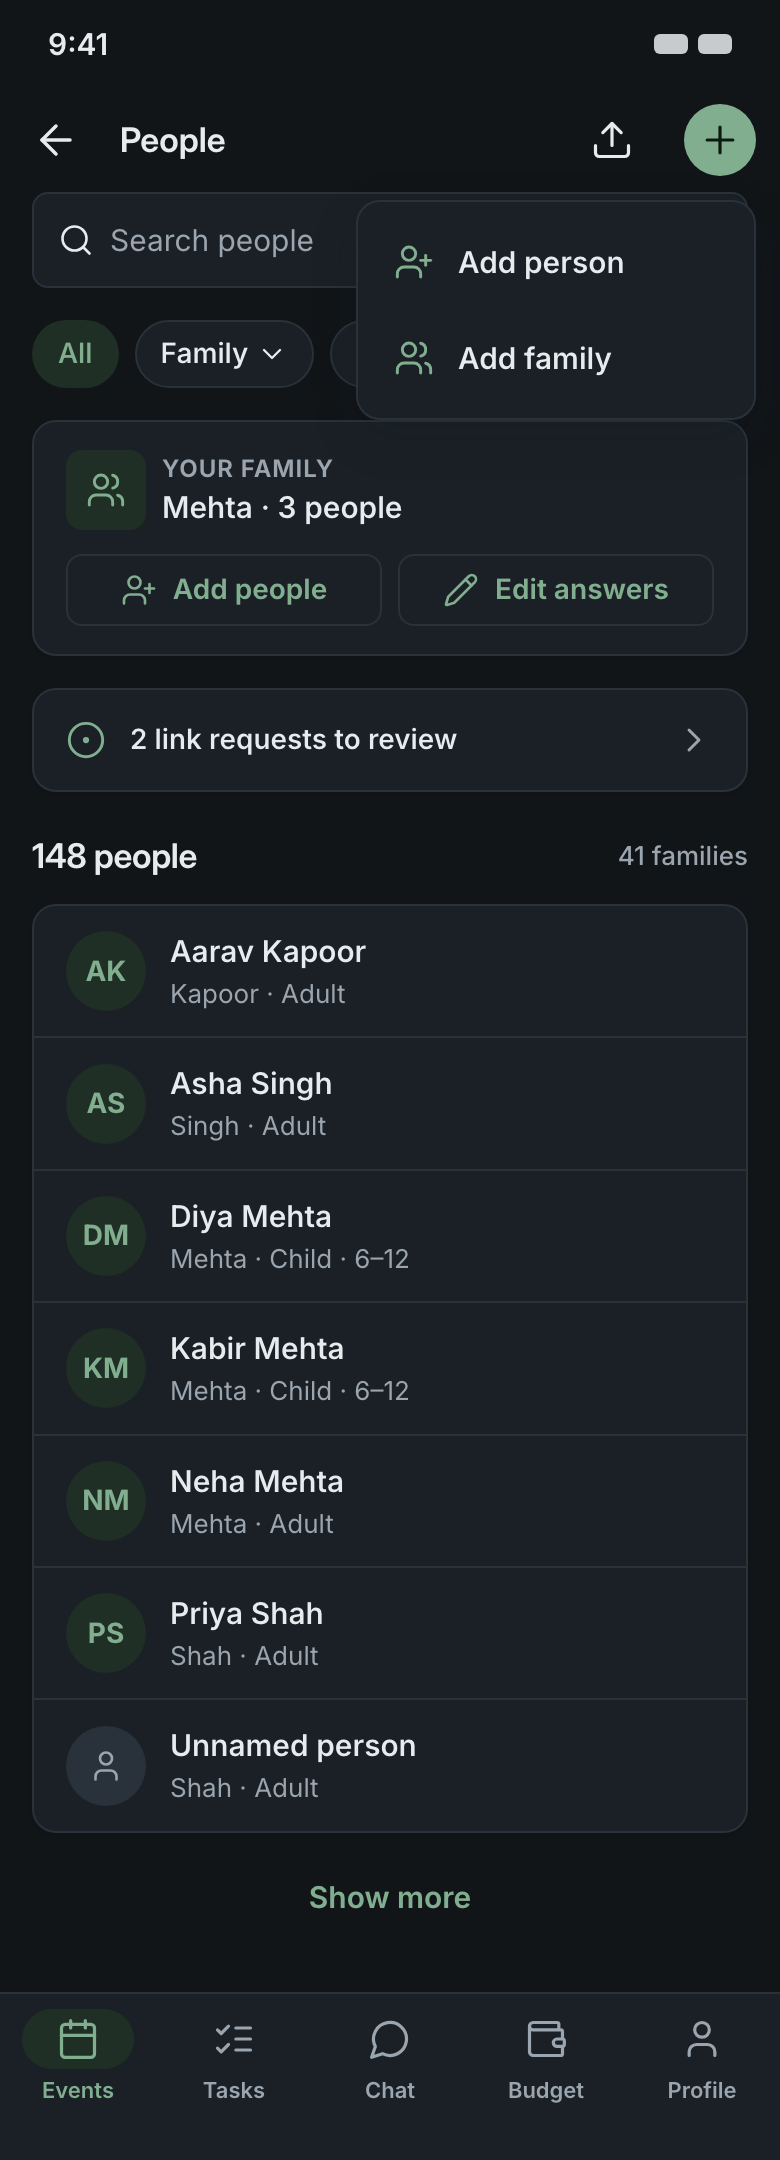 9:41
People
Search people
Add person
Add family
All
Family
YOUR FAMILY
Mehta · 3 people
Add people
Edit answers
2 link requests to review
148 people
41 families
AK
Aarav Kapoor
Kapoor · Adult
AS
Asha Singh
Singh · Adult
DM
Diya Mehta
Mehta · Child · 6–12
KM
Kabir Mehta
Mehta · Child · 6–12
NM
Neha Mehta
Mehta · Adult
PS
Priya Shah
Shah · Adult
Unnamed person
Shah · Adult
Show more
Events
Tasks
Chat
Budget
Profile